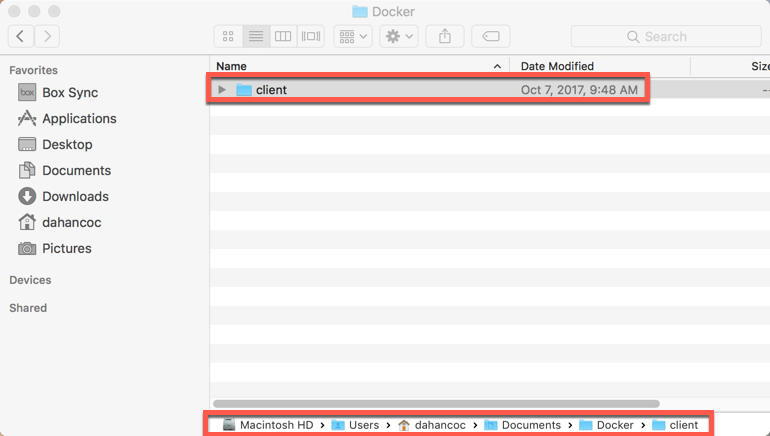 Docker
Search
Favorites
box Box Sync
Applications
Desktop
Documents
Downloads
dahancoc
Pictures
Devices
Shared
Name Date Modified Size
client Oct 7, 2017, 9:48 AM --
Macintosh HD › Users › dahancoc › Documents › Docker › client